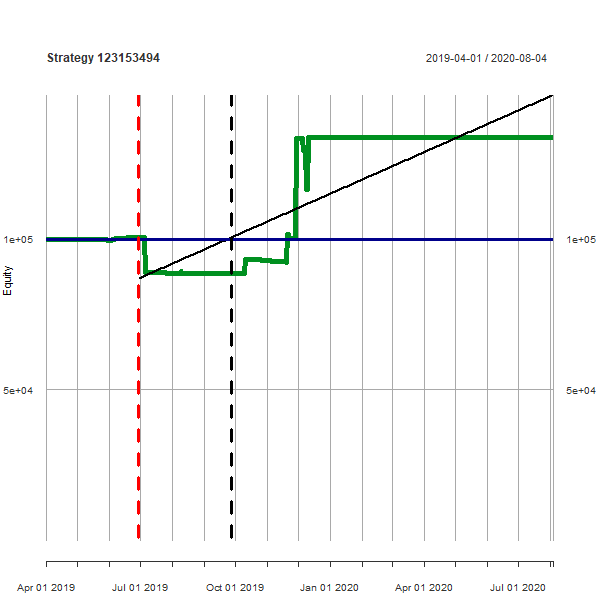 Strategy 123153494
2019-04-01 / 2020-08-04
1e+05
1e+05
Equity
5e+04
5e+04
Apr 01 2019
Jul 01 2019
Oct 01 2019
Jan 01 2020
Apr 01 2020
Jul 01 2020